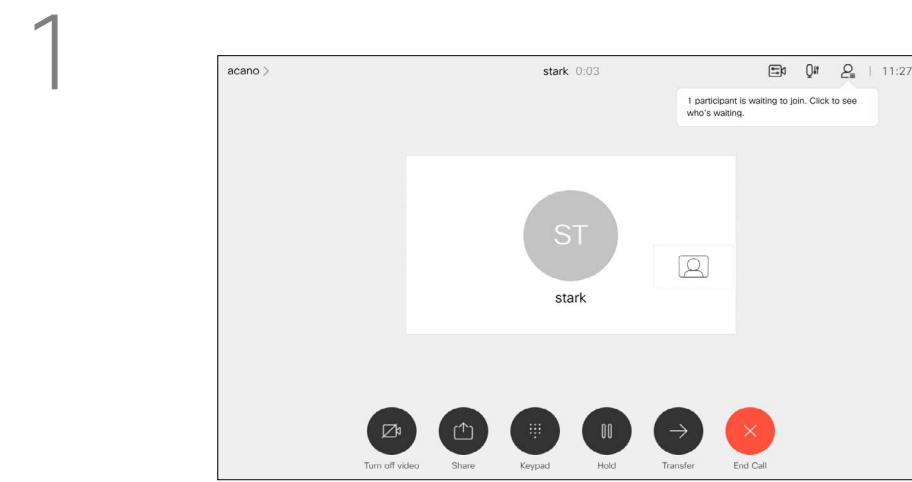 1
acano >
stark 0:03
11:27
1 participant is waiting to join. Click to see
who's waiting.
ST
stark
Turn off video
Share
Keypad
Hold
Transfer
End Call